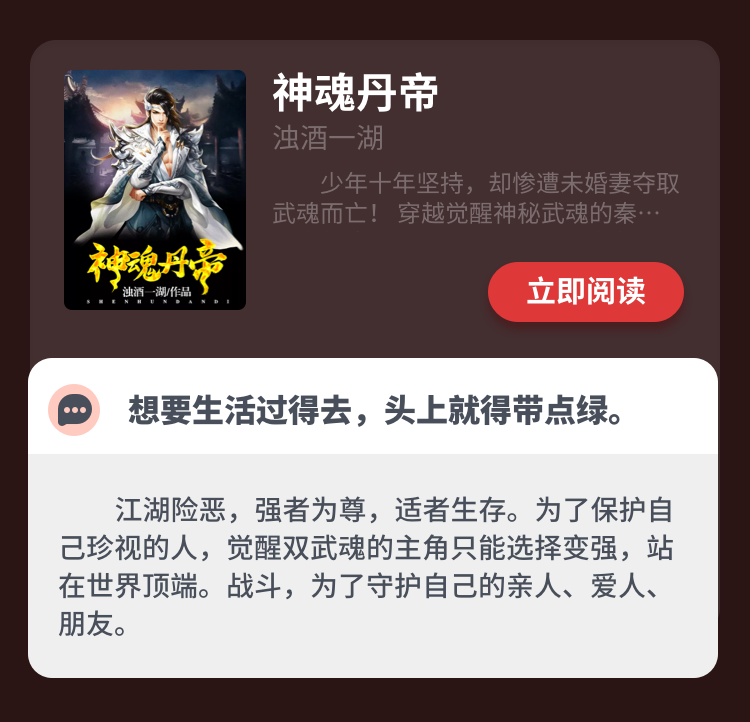 神魂丹帝
浊酒一湖
少年十年坚持，却惨遭未婚妻夺取
武魂而亡！ 穿越觉醒神秘武魂的秦…
神魂丹帝
浊酒一湖/作品
SHENHUNDANDI
立即阅读
想要生活过得去，头上就得带点绿。
江湖险恶，强者为尊，适者生存。为了保护自
己珍视的人，觉醒双武魂的主角只能选择变强，站
在世界顶端。战斗，为了守护自己的亲人、爱人、
朋友。